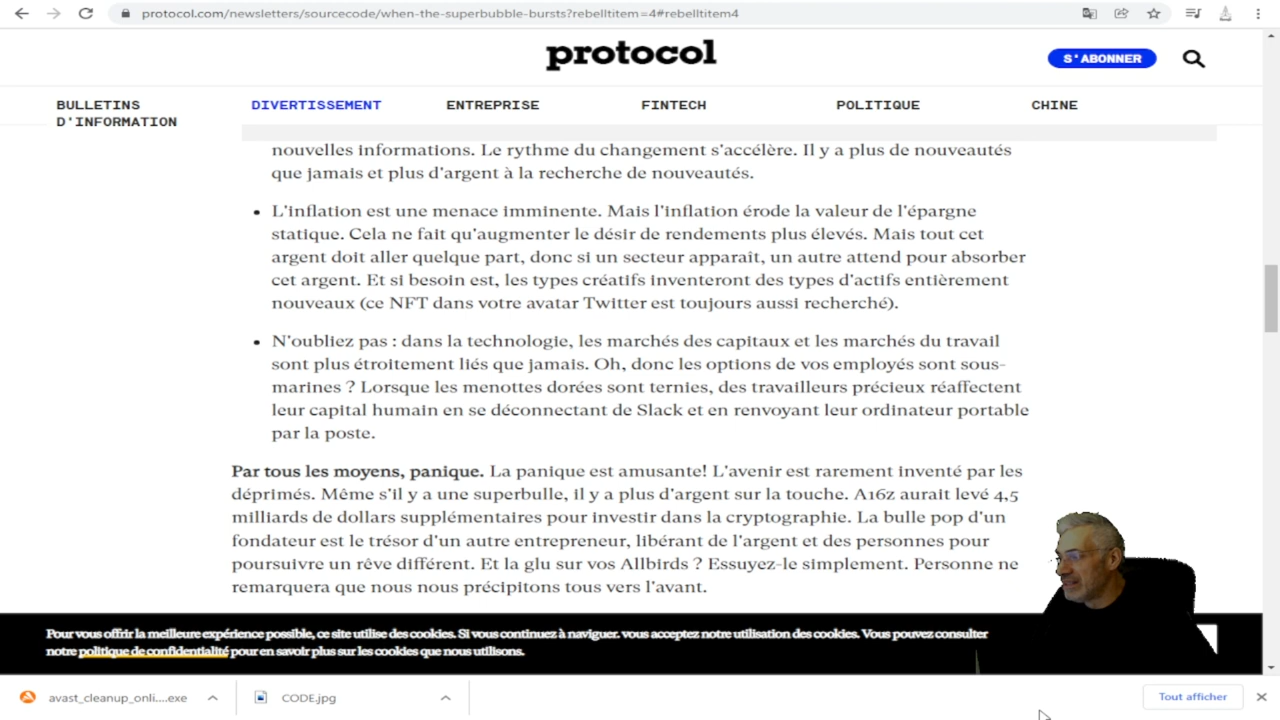 protocol.com/newsletters/sourcecode/when-the-superbubble-bursts?rebelltitem=4#rebelltitem4
protocol
S'ABONNER
BULLETINS
D'INFORMATION
DIVERTISSEMENT
ENTREPRISE
FINTECH
POLITIQUE
CHINE
nouvelles informations. Le rythme du changement s'accélère. Il y a plus de nouveautés
que jamais et plus d'argent à la recherche de nouveautés.
• L'inflation est une menace imminente. Mais l'inflation érode la valeur de l'épargne
statique. Cela ne fait qu'augmenter le désir de rendements plus élevés. Mais tout cet
argent doit aller quelque part, donc si un secteur apparaît, un autre attend pour absorber
cet argent. Et si besoin est, les types créatifs inventeront des types d'actifs entièrement
nouveaux (ce NFT dans votre avatar Twitter est toujours aussi recherché).
• N'oubliez pas : dans la technologie, les marchés des capitaux et les marchés du travail
sont plus étroitement liés que jamais. Oh, donc les options de vos employés sont sous-
marines ? Lorsque les menottes dorées sont ternies, des travailleurs précieux réaffectent
leur capital humain en se déconnectant de Slack et en renvoyant leur ordinateur portable
par la poste.
Par tous les moyens, panique. La panique est amusante! L'avenir est rarement inventé par les
déprimés. Même s'il y a une superbulle, il y a plus d'argent sur la touche. A16z aurait levé 4,5
milliards de dollars supplémentaires pour investir dans la cryptographie. La bulle pop d'un
fondateur est le trésor d'un autre entrepreneur, libérant de l'argent et des personnes pour
poursuivre un rêve différent. Et la glu sur vos Allbirds ? Essuyez-le simplement. Personne ne
remarquera que nous nous précipitons tous vers l'avant.
Pour vous offrir la meilleure expérience possible, ce site utilise des cookies. Si vous continuez à naviguer. vous acceptez notre utilisation des cookies. Vous pouvez consulter
notre politique de confidentialité pour en savoir plus sur les cookies que nous utilisons.
avast_cleanup_onli....exe
CODE.jpg
Tout afficher